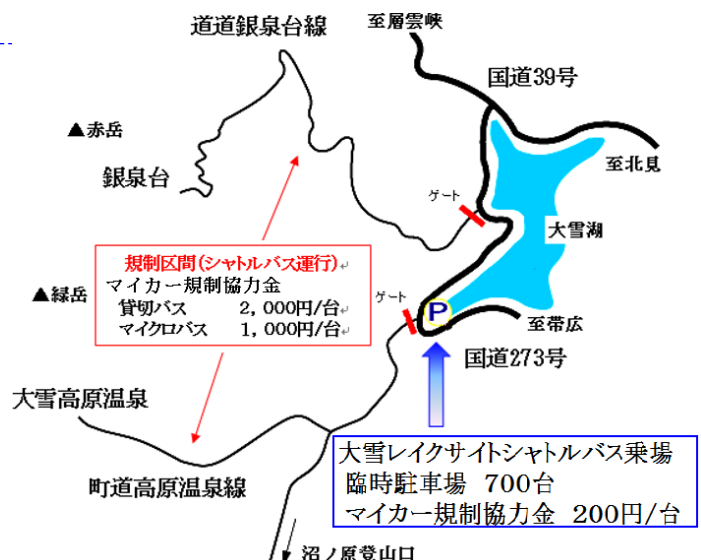 道道銀泉台線
至層雲峡
国道39号
▲赤岳
銀泉台
至北見
ゲート
大雪湖
規制区間(シャトルバス運行)
マイカー規制協力金
貸切バス 2,000円/台
マイクロバス 1,000円/台
▲緑岳
ゲート
P
至帯広
国道273号
大雪高原温泉
町道高原温泉線
大雪レイクサイトシャトルバス乗場
臨時駐車場 700台
マイカー規制協力金 200円/台
沼ノ原登山口